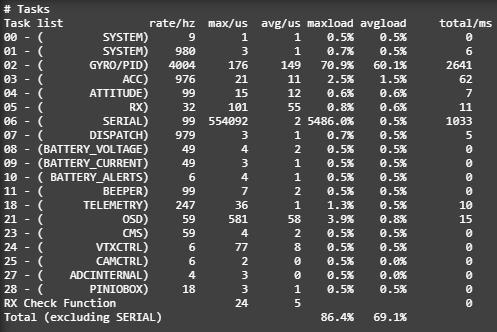 # Tasks
Task list rate/hz max/us avg/us maxload avgload total/ms
00 - ( SYSTEM) 9 1 1 0.5% 0.5% 0
01 - ( SYSTEM) 980 3 1 0.7% 0.5% 6
02 - ( GYRO/PID) 4004 176 149 70.9% 60.1% 2641
03 - ( ACC) 976 21 11 2.5% 1.5% 62
04 - ( ATTITUDE) 99 15 12 0.6% 0.6% 7
05 - ( RX) 32 101 55 0.8% 0.6% 11
06 - ( SERIAL) 99 554092 2 5486.0% 0.5% 1033
07 - ( DISPATCH) 979 3 1 0.7% 0.5% 5
08 - (BATTERY_VOLTAGE) 49 4 2 0.5% 0.5% 0
09 - (BATTERY_CURRENT) 49 3 1 0.5% 0.5% 0
10 - ( BATTERY_ALERTS) 6 4 1 0.5% 0.5% 0
11 - ( BEEPER) 99 7 2 0.5% 0.5% 0
18 - ( TELEMETRY) 247 36 1 1.3% 0.5% 10
21 - ( OSD) 59 581 58 3.9% 0.8% 15
23 - ( CMS) 59 4 2 0.5% 0.5% 0
24 - ( VTXCTRL) 6 77 8 0.5% 0.5% 0
25 - ( CAMCTRL) 6 2 0 0.5% 0.0% 0
27 - ( ADCINTERNAL) 4 3 0 0.5% 0.0% 0
28 - ( PINIOBOX) 18 3 1 0.5% 0.5% 0
RX Check Function 24 5 0
Total (excluding SERIAL) 86.4% 69.1%